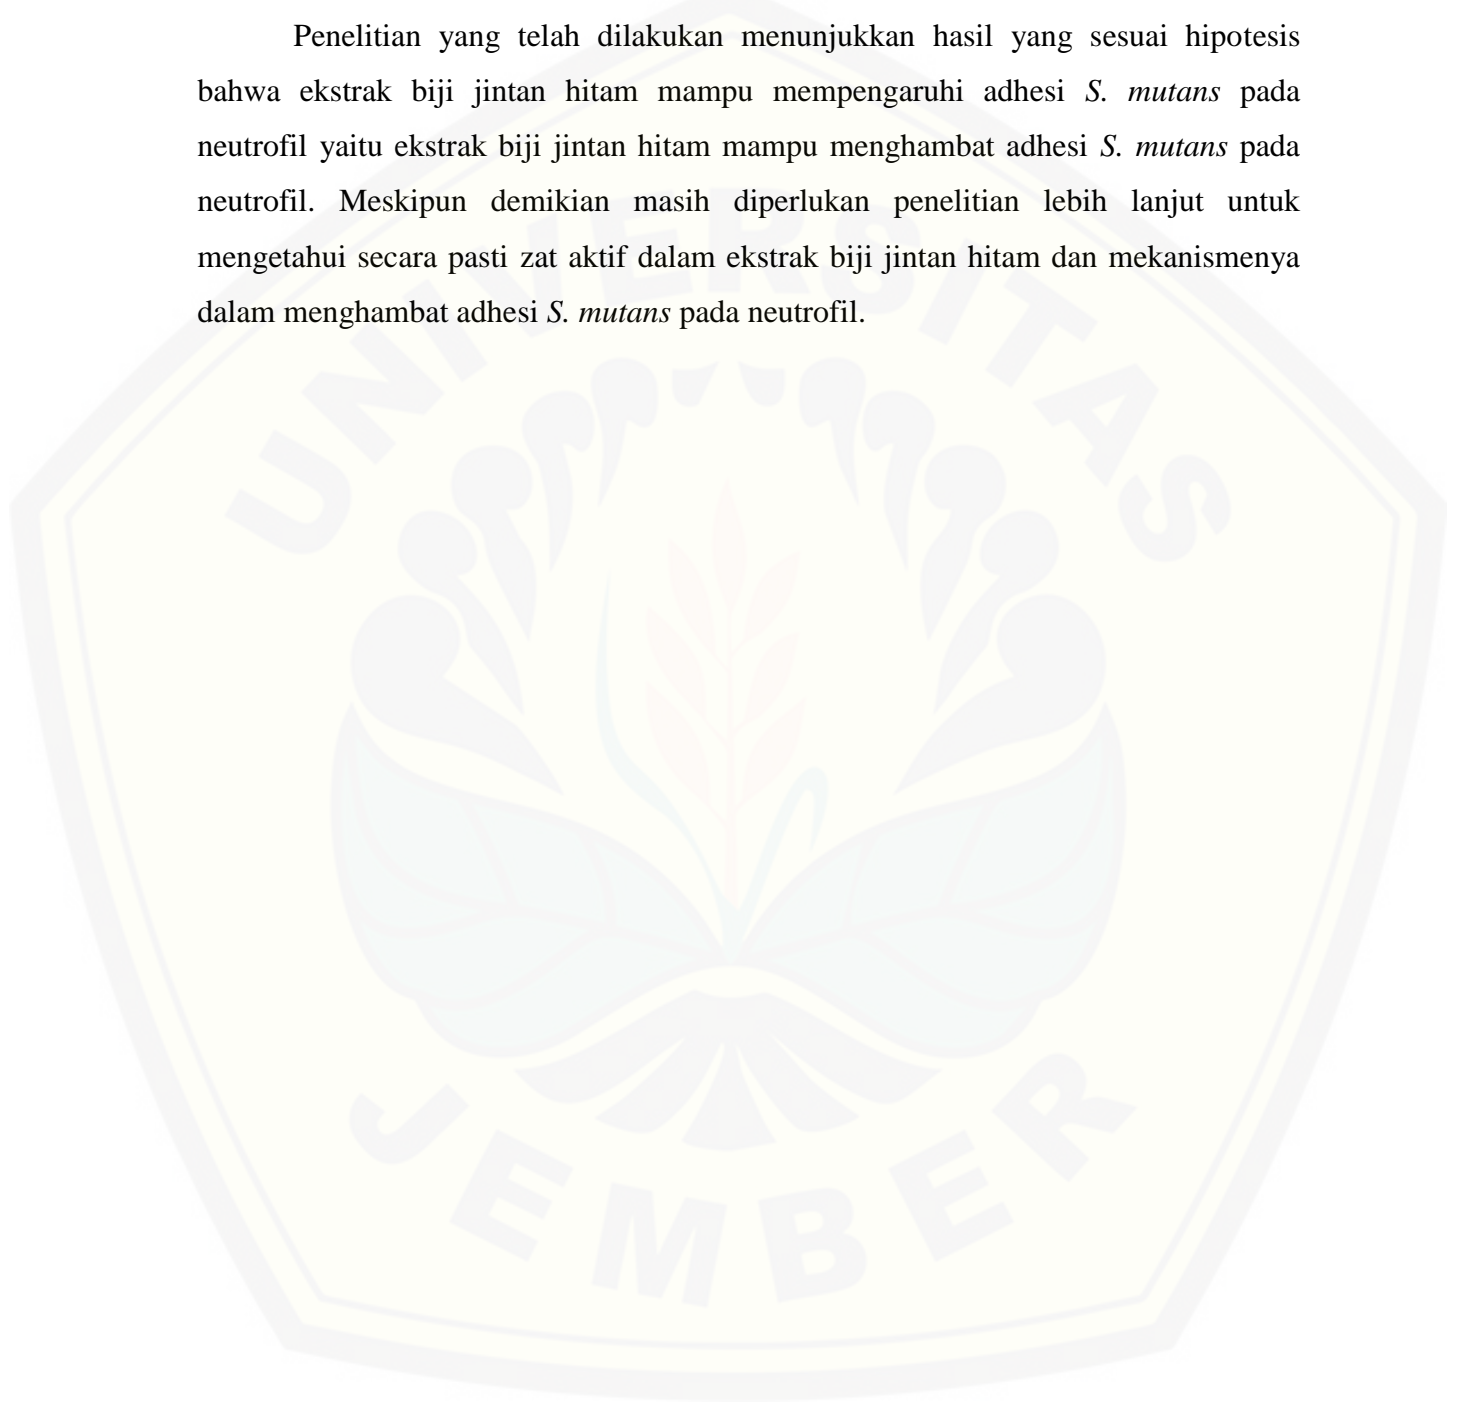 Penelitian yang telah dilakukan menunjukkan hasil yang sesuai hipotesis
bahwa ekstrak biji jintan hitam mampu mempengaruhi adhesi S. mutans pada
neutrofil yaitu ekstrak biji jintan hitam mampu menghambat adhesi S. mutans pada
neutrofil. Meskipun demikian masih diperlukan penelitian lebih lanjut untuk
mengetahui secara pasti zat aktif dalam ekstrak biji jintan hitam dan mekanismenya
dalam menghambat adhesi S. mutans pada neutrofil.
UNIVERSITAS
JEMBER